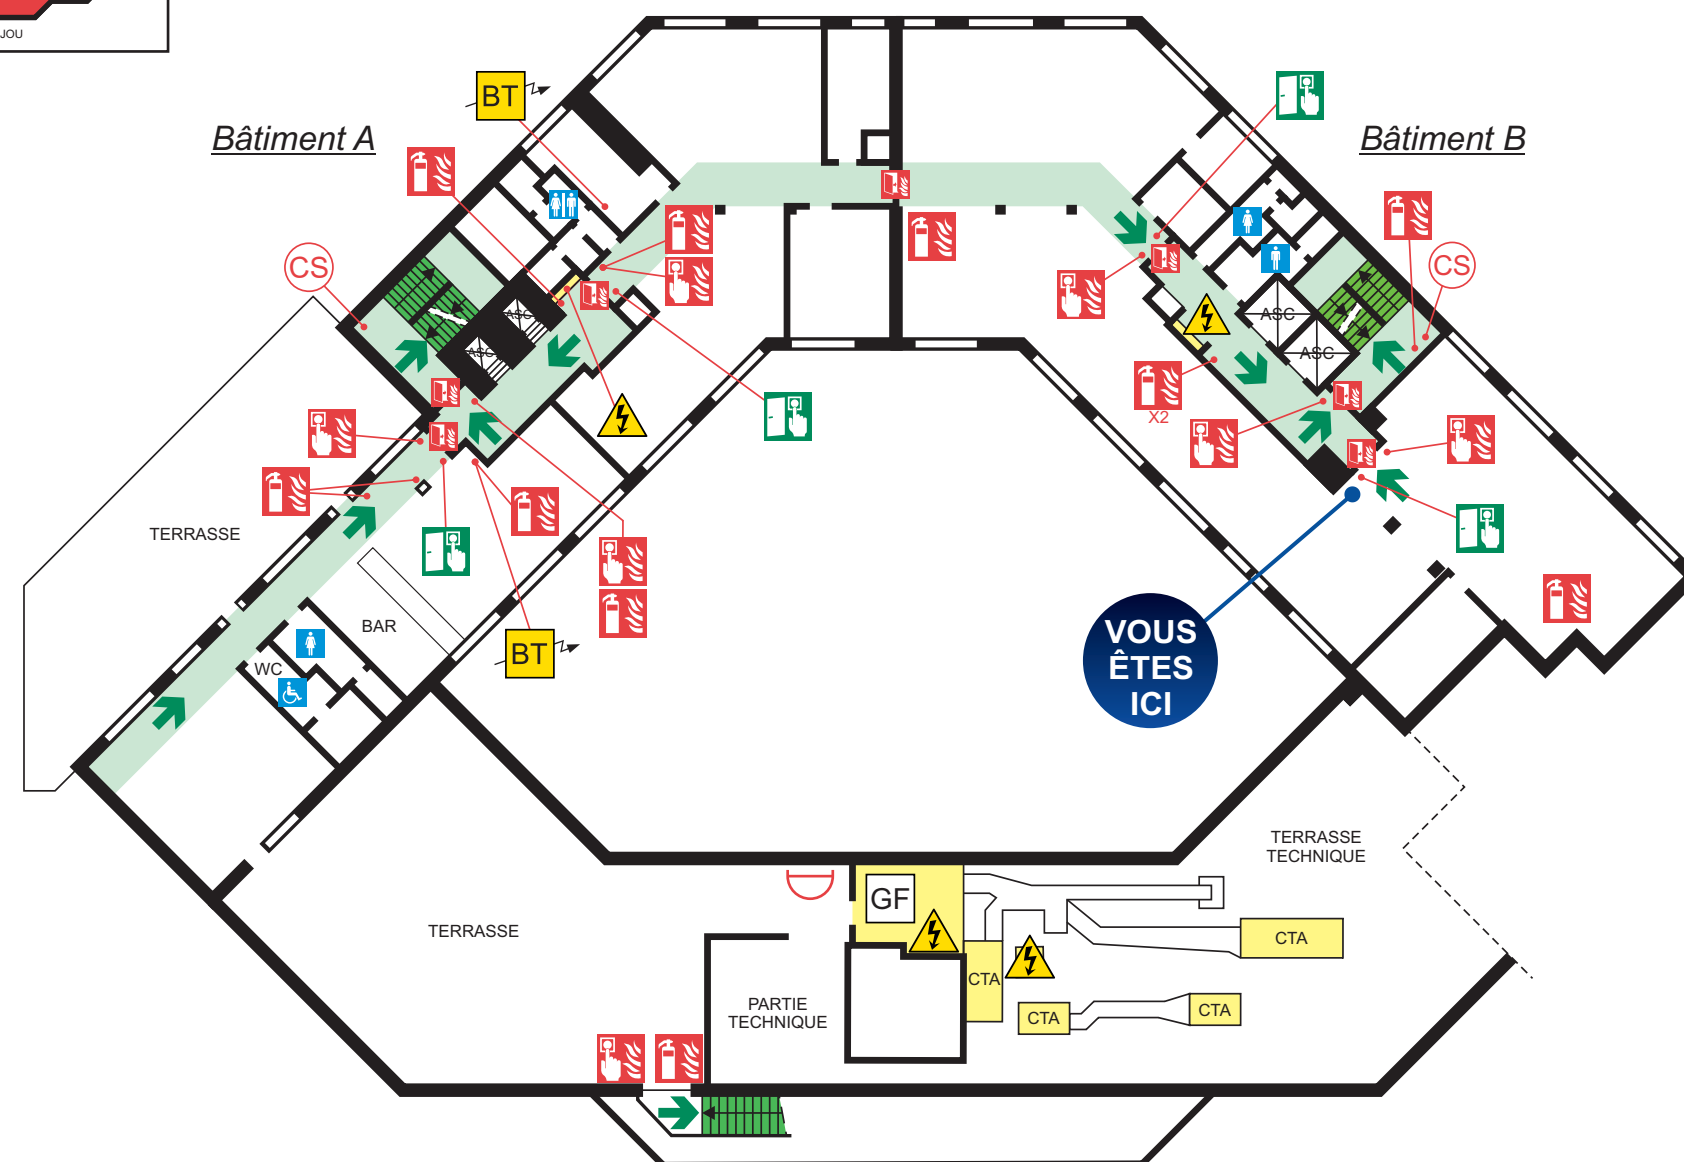 JOU
BT
Bâtiment A
Bâtiment B
CS
CS
ASC
ASC
ASC
ASC
X2
TERRASSE
BAR
WC
BT
VOUS
ÊTES
ICI
TERRASSE
TECHNIQUE
GF
TERRASSE
CTA
CTA
PARTIE
TECHNIQUE
CTA
CTA